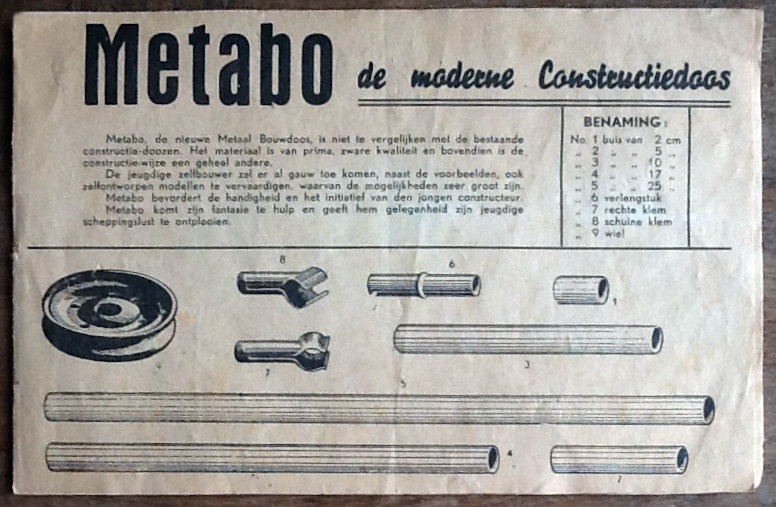 Metabo de moderne Constructiedoos
Metabo, de nieuwe Metaal Bouwdoos, is niet te vergelijken met de bestaande
constructie-doozen. Het materiaal is van prima, zware kwaliteit en bovendien is de
constructie-wijze een geheel andere.
De jeugdige zelfbouwer zal er al gauw toe komen, naast de voorbeelden, ook
zelfontworpen modellen te vervaardigen, waarvan de mogelijkheden zeer groot zijn.
Metabo bevordert de handigheid en het initiatief van den jongen constructeur.
Metabo komt zijn fantasie te hulp en geeft hem gelegenheid zijn jeugdige
scheppingslust te ontplooien.
BENAMING:
No. 1 buis van 2 cm
„ 2 „ „ 5 „
„ 3 „ „ 10 „
„ 4 „ „ 17 „
„ 5 „ „ 25 „
„ 6 verlengstuk
„ 7 rechte klem
„ 8 schuine klem
„ 9 wiel
8
6
1
9
7
3
5
4
2